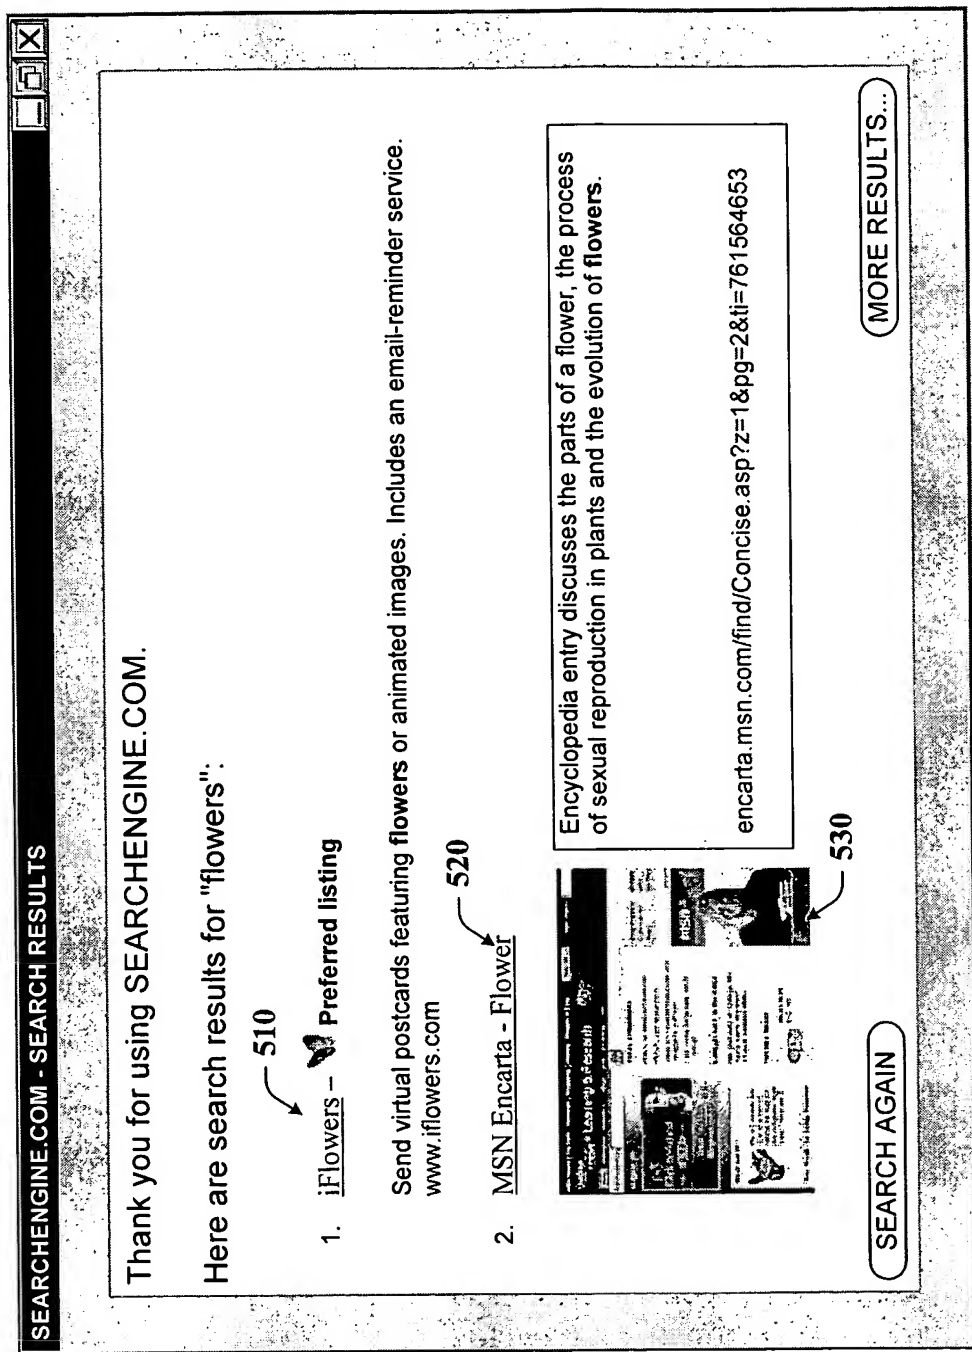 SEARCHENGINE.COM - SEARCH RESULTS
Thank you for using SEARCHENGINE.COM.
Here are search results for "flowers":
510
1. iFlowers – Preferred listing
Send virtual postcards featuring flowers or animated images. Includes an email-reminder service.
www.iflowers.com
520
2. MSN Encarta - Flower
Encyclopedia entry discusses the parts of a flower, the process
of sexual reproduction in plants and the evolution of flowers.
encarta.msn.com/find/Concise.asp?z=1&pg=2&ti=761564653
530
SEARCH AGAIN
MORE RESULTS...